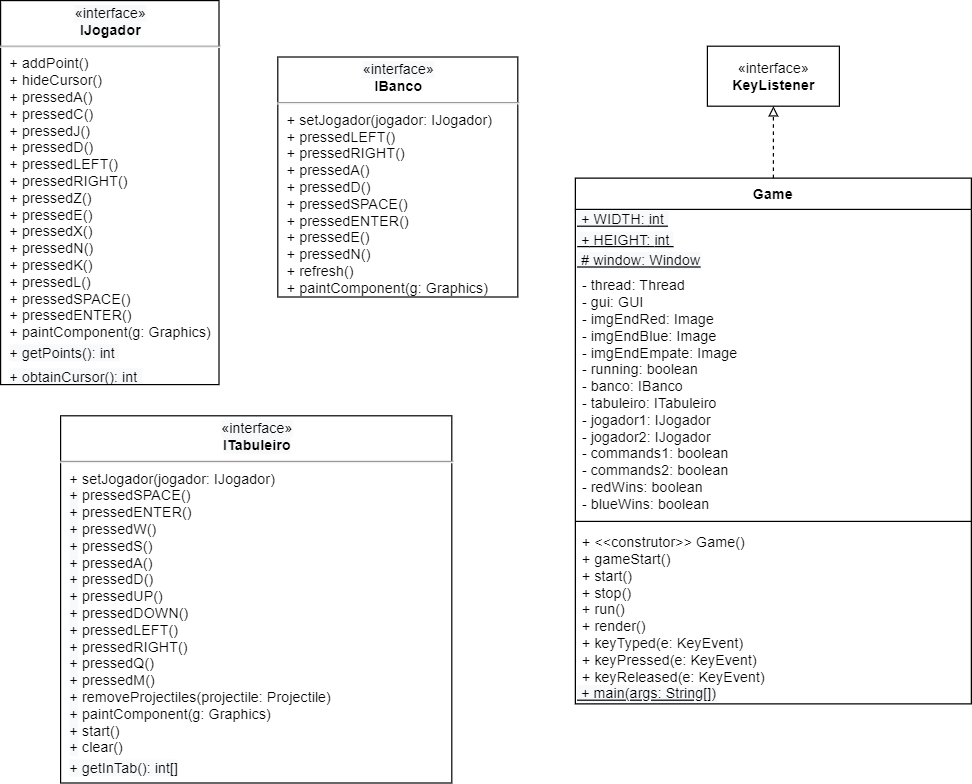 «interface»
IJogador
+ addPoint()
+ hideCursor()
+ pressedA()
+ pressedC()
+ pressedJ()
+ pressedD()
+ pressedLEFT()
+ pressedRIGHT()
+ pressedZ()
+ pressedE()
+ pressedX()
+ pressedN()
+ pressedK()
+ pressedL()
+ pressedSPACE()
+ pressedENTER()
+ paintComponent(g: Graphics)
+ getPoints(): int
+ obtainCursor(): int
«interface»
IBanco
+ setJogador(jogador: IJogador)
+ pressedLEFT()
+ pressedRIGHT()
+ pressedA()
+ pressedD()
+ pressedSPACE()
+ pressedENTER()
+ pressedE()
+ pressedN()
+ refresh()
+ paintComponent(g: Graphics)
«interface»
KeyListener
Game
+ WIDTH: int
+ HEIGHT: int
# window: Window
- thread: Thread
- gui: GUI
- imgEndRed: Image
- imgEndBlue: Image
- imgEndEmpate: Image
- running: boolean
- banco: IBanco
- tabuleiro: ITabuleiro
- jogador1: IJogador
- jogador2: IJogador
- commands1: boolean
- commands2: boolean
- redWins: boolean
- blueWins: boolean
+ <<construtor>> Game()
+ gameStart()
+ start()
+ stop()
+ run()
+ render()
+ keyTyped(e: KeyEvent)
+ keyPressed(e: KeyEvent)
+ keyReleased(e: KeyEvent)
+ main(args: String[])
«interface»
ITabuleiro
+ setJogador(jogador: IJogador)
+ pressedSPACE()
+ pressedENTER()
+ pressedW()
+ pressedS()
+ pressedA()
+ pressedD()
+ pressedUP()
+ pressedDOWN()
+ pressedLEFT()
+ pressedRIGHT()
+ pressedQ()
+ pressedM()
+ removeProjectiles(projectile: Projectile)
+ paintComponent(g: Graphics)
+ start()
+ clear()
+ getInTab(): int[]